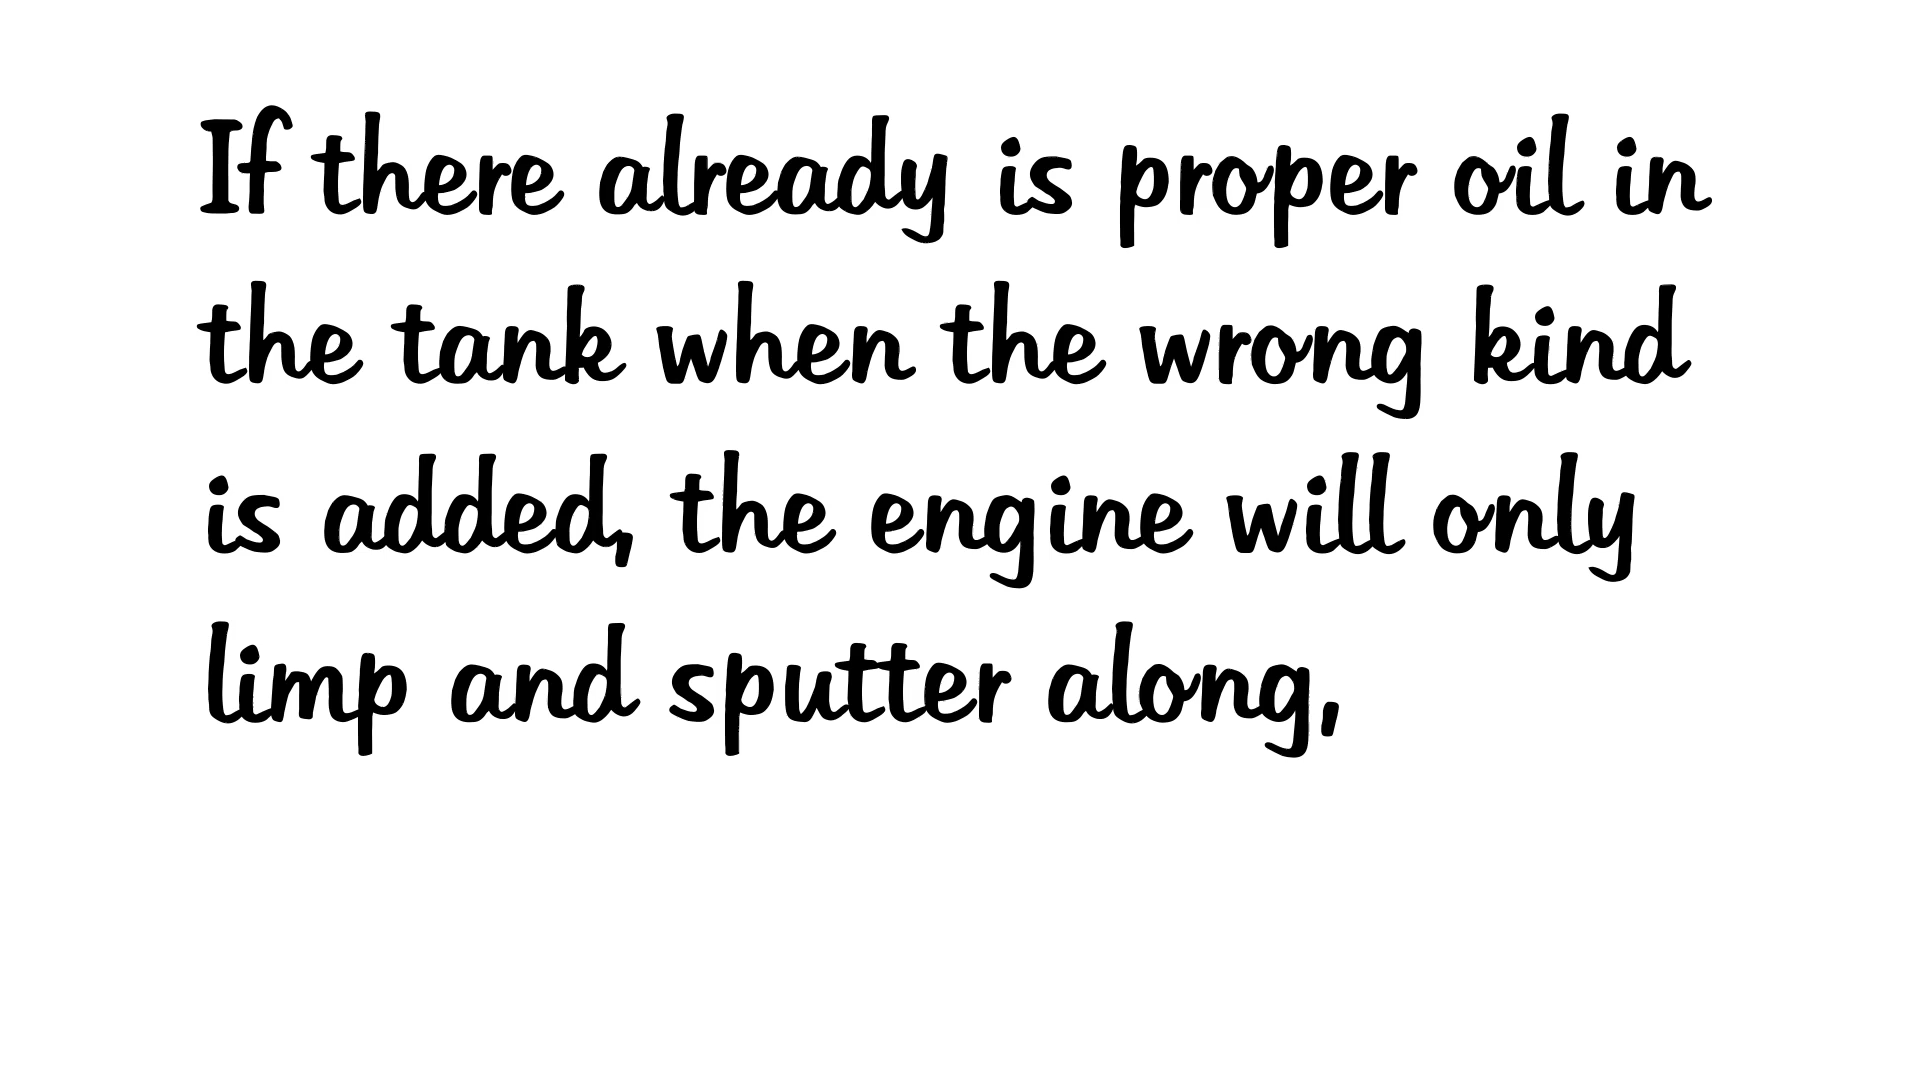 If there already is proper oil in
the tank when the wrong kind
is added, the engine will only
limp and sputter along,